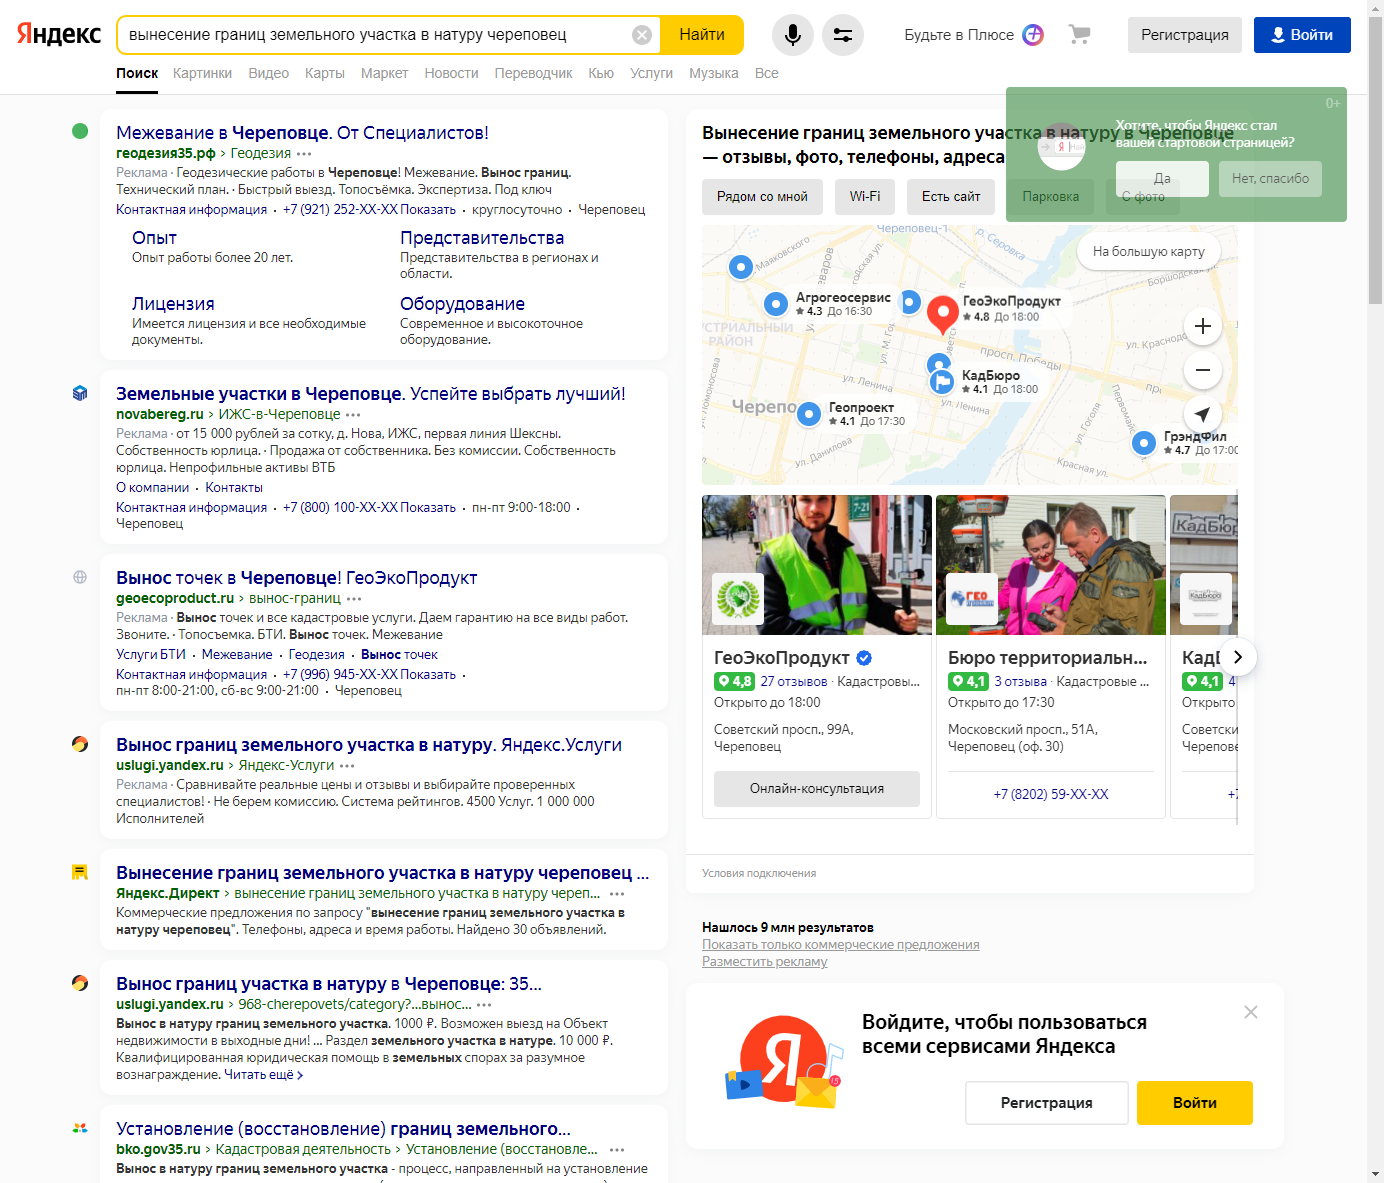 Яндекс
вынесение границ земельного участка в натуру череповец
Найти
Будьте в Плюсе
Регистрация
Войти
Поиск Картинки Видео Карты Маркет Новости Переводчик Кью Услуги Музыка Все
Межевание в Череповце. От Специалистов!
геодезия35.рф › Геодезия
Реклама · Геодезические работы в Череповце! Межевание. Вынос границ.
Технический план. · Быстрый выезд. Топосъёмка. Экспертиза. Под ключ
Контактная информация · +7 (921) 252-XX-XX Показать · круглосуточно · Череповец
Опыт
Опыт работы более 20 лет.
Представительства
Представительства в регионах и
области.
Лицензия
Имеется лицензия и все необходимые
документы.
Оборудование
Современное и высокоточное
оборудование.
Земельные участки в Череповце. Успейте выбрать лучший!
novabereg.ru › ИЖС-в-Череповце
Реклама · от 15 000 рублей за сотку, д. Нова, ИЖС, первая линия Шексны.
Собственность юрлица. · Продажа от собственника. Без комиссии. Собственность
юрлица. Непрофильные активы ВТБ
О компании · Контакты
Контактная информация · +7 (800) 100-XX-XX Показать · пн-пт 9:00-18:00 ·
Череповец
Вынос точек в Череповце! ГеоЭкоПродукт
geoecoproduct.ru › вынос-границ
Реклама · Вынос точек и все кадастровые услуги. Даем гарантию на все виды работ.
Звоните. · Топосъемка. БТИ. Вынос точек. Межевание
Услуги БТИ · Межевание · Геодезия · Вынос точек
Контактная информация · +7 (996) 945-XX-XX Показать ·
пн-пт 8:00-21:00, сб-вс 9:00-21:00 · Череповец
Вынос границ земельного участка в натуру. Яндекс.Услуги
uslugi.yandex.ru › Яндекс-Услуги
Реклама · Сравнивайте реальные цены и отзывы и выбирайте проверенных
специалистов! · Не берем комиссию. Система рейтингов. 4500 Услуг. 1 000 000
Исполнителей
Вынесение границ земельного участка в натуру череповец ...
Яндекс.Директ › вынесение границ земельного участка в натуру череп...
Коммерческие предложения по запросу "вынесение границ земельного участка в
натуру череповец". Телефоны, адреса и время работы. Найдено 30 объявлений.
Вынос границ участка в натуру в Череповце: 35...
uslugi.yandex.ru › 968-cherepovets/category?...вынос...
Вынос в натуру границ земельного участка. 1000 ₽. Возможен выезд на Объект
недвижимости в выходные дни! ... Раздел земельного участка в натуре. 10 000 ₽.
Квалифицированная юридическая помощь в земельных спорах за разумное
вознаграждение. Читать ещё
Установление (восстановление) границ земельного...
bko.gov35.ru › Кадастровая деятельность › Установление (восстановле...
Вынос в натуру границ земельного участка - процесс, направленный на установление
Вынесение границ земельного участка в натуру в Череповце
— отзывы, фото, телефоны, адреса
0+
Хотите, чтобы Яндекс стал
вашей стартовой страницей?
Да
Нет, спасибо
Рядом со мной
Wi-Fi
Есть сайт
Парковка
С фото
Череповец-1
р. Серовка
На большую карту
Маяковского
Агрогеосервис
4.3 До 16:30
ГеоЭкоПродукт
4.8 До 18:00
РАЙОН
просп. Победы
КадБюро
4.1 До 18:00
ул. Ленина
ул. Ленина
Черепо
Геопроект
4.1 До 17:30
ул. Гоголя
ГрэндФил
4.7 До 17:00
ул. Данилова
Красная ул.
7-21
ГЕО
КадБюро
КадБюро
ГеоЭкоПродукт
4,8 27 отзывов · Кадастровы...
Открыто до 18:00
Советский просп., 99А,
Череповец
Онлайн-консультация
Бюро территориальн...
4,1 3 отзыва · Кадастровые ...
Открыто до 17:30
Московский просп., 51А,
Череповец (оф. 30)
+7 (8202) 59-XX-XX
4,1 4
Открыто
Советски
Черепове
+7
Условия подключения
Нашлось 9 млн результатов
Показать только коммерческие предложения
Разместить рекламу
Войдите, чтобы пользоваться
всеми сервисами Яндекса
Регистрация
Войти